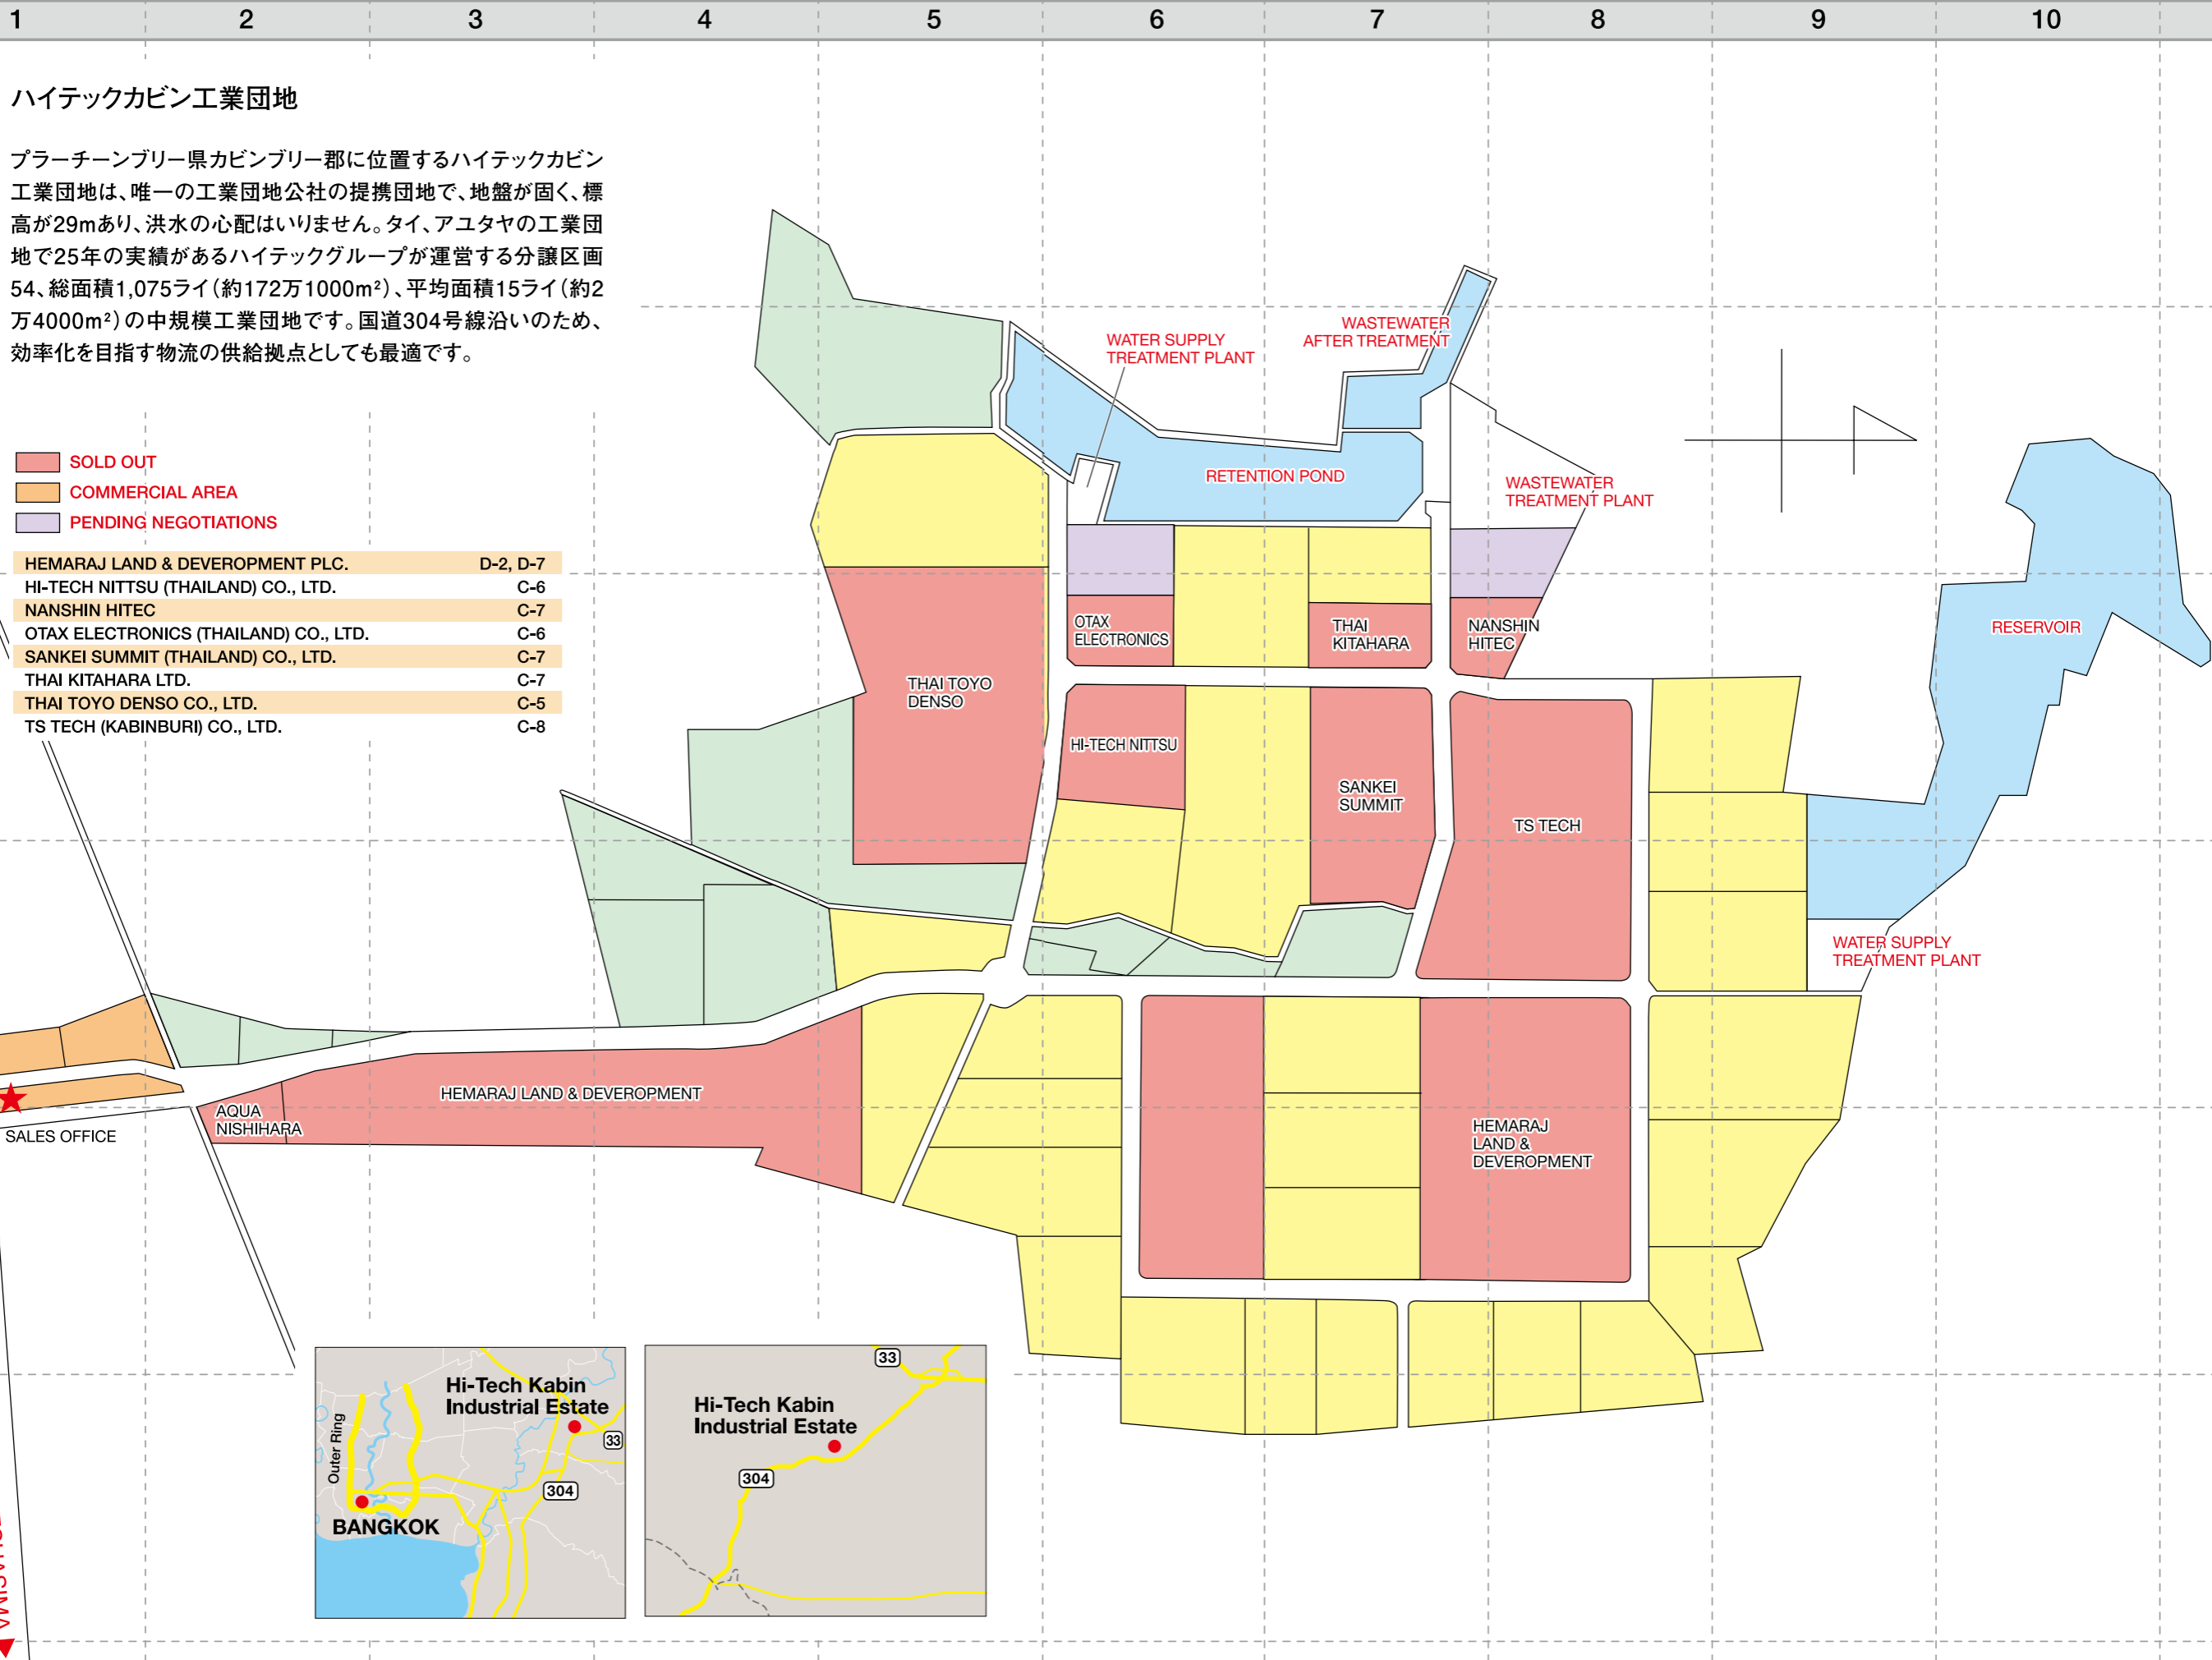 1 2 3 4 5 6 7 8 9 10
ハイテックカビン工業団地
プラーチーンブリー県カビンブリー郡に位置するハイテックカビン
工業団地は、唯一の工業団地公社の提携団地で、地盤が固く、標
高が29mあり、洪水の心配はいりません。タイ、アユタヤの工業団
地で25年の実績があるハイテックグループが運営する分譲区画
54、総面積1,075ライ（約172万1000m²）、平均面積15ライ（約2
万4000m²）の中規模工業団地です。国道304号線沿いのため、
効率化を目指す物流の供給拠点としても最適です。
SOLD OUT
COMMERCIAL AREA
PENDING NEGOTIATIONS
HEMARAJ LAND & DEVEROPMENT PLC. D-2, D-7
HI-TECH NITTSU (THAILAND) CO., LTD. C-6
NANSHIN HITEC C-7
OTAX ELECTRONICS (THAILAND) CO., LTD. C-6
SANKEI SUMMIT (THAILAND) CO., LTD. C-7
THAI KITAHARA LTD. C-7
THAI TOYO DENSO CO., LTD. C-5
TS TECH (KABINBURI) CO., LTD. C-8
WATER SUPPLY
TREATMENT PLANT
WASTEWATER
AFTER TREATMENT
RETENTION POND
WASTEWATER
TREATMENT PLANT
RESERVOIR
OTAX
ELECTRONICS
THAI
KITAHARA
NANSHIN
HITEC
THAI TOYO
DENSO
HI-TECH NITTSU
SANKEI
SUMMIT
TS TECH
WATER SUPPLY
TREATMENT PLANT
HEMARAJ LAND & DEVEROPMENT
AQUA
NISHIHARA
SALES OFFICE
HEMARAJ
LAND &
DEVEROPMENT
Hi-Tech Kabin
Industrial Estate
Outer Ring
33
304
BANGKOK
33
Hi-Tech Kabin
Industrial Estate
304